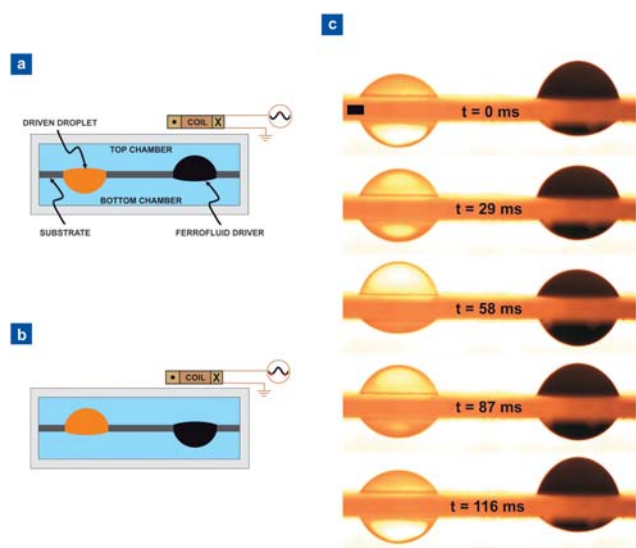 a
COIL
X
DRIVEN DROPLET
TOP CHAMBER
BOTTOM CHAMBER
SUBSTRATE
FERROFLUID DRIVER
b
COIL
X
c
t = 0 ms
t = 29 ms
t = 58 ms
t = 87 ms
t = 116 ms